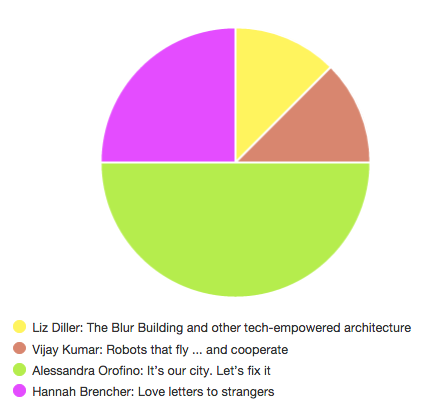 Liz Diller: The Blur Building and other tech-empowered architecture
Vijay Kumar: Robots that fly ... and cooperate
Alessandra Orofino: It’s our city. Let’s fix it
Hannah Brencher: Love letters to strangers